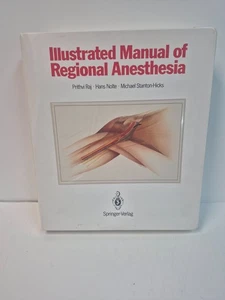 Illustrated Manual of
Regional Anesthesia
Prithvi Raj Hans Nolte Michael Stanton-Hicks
Springer-Verlag